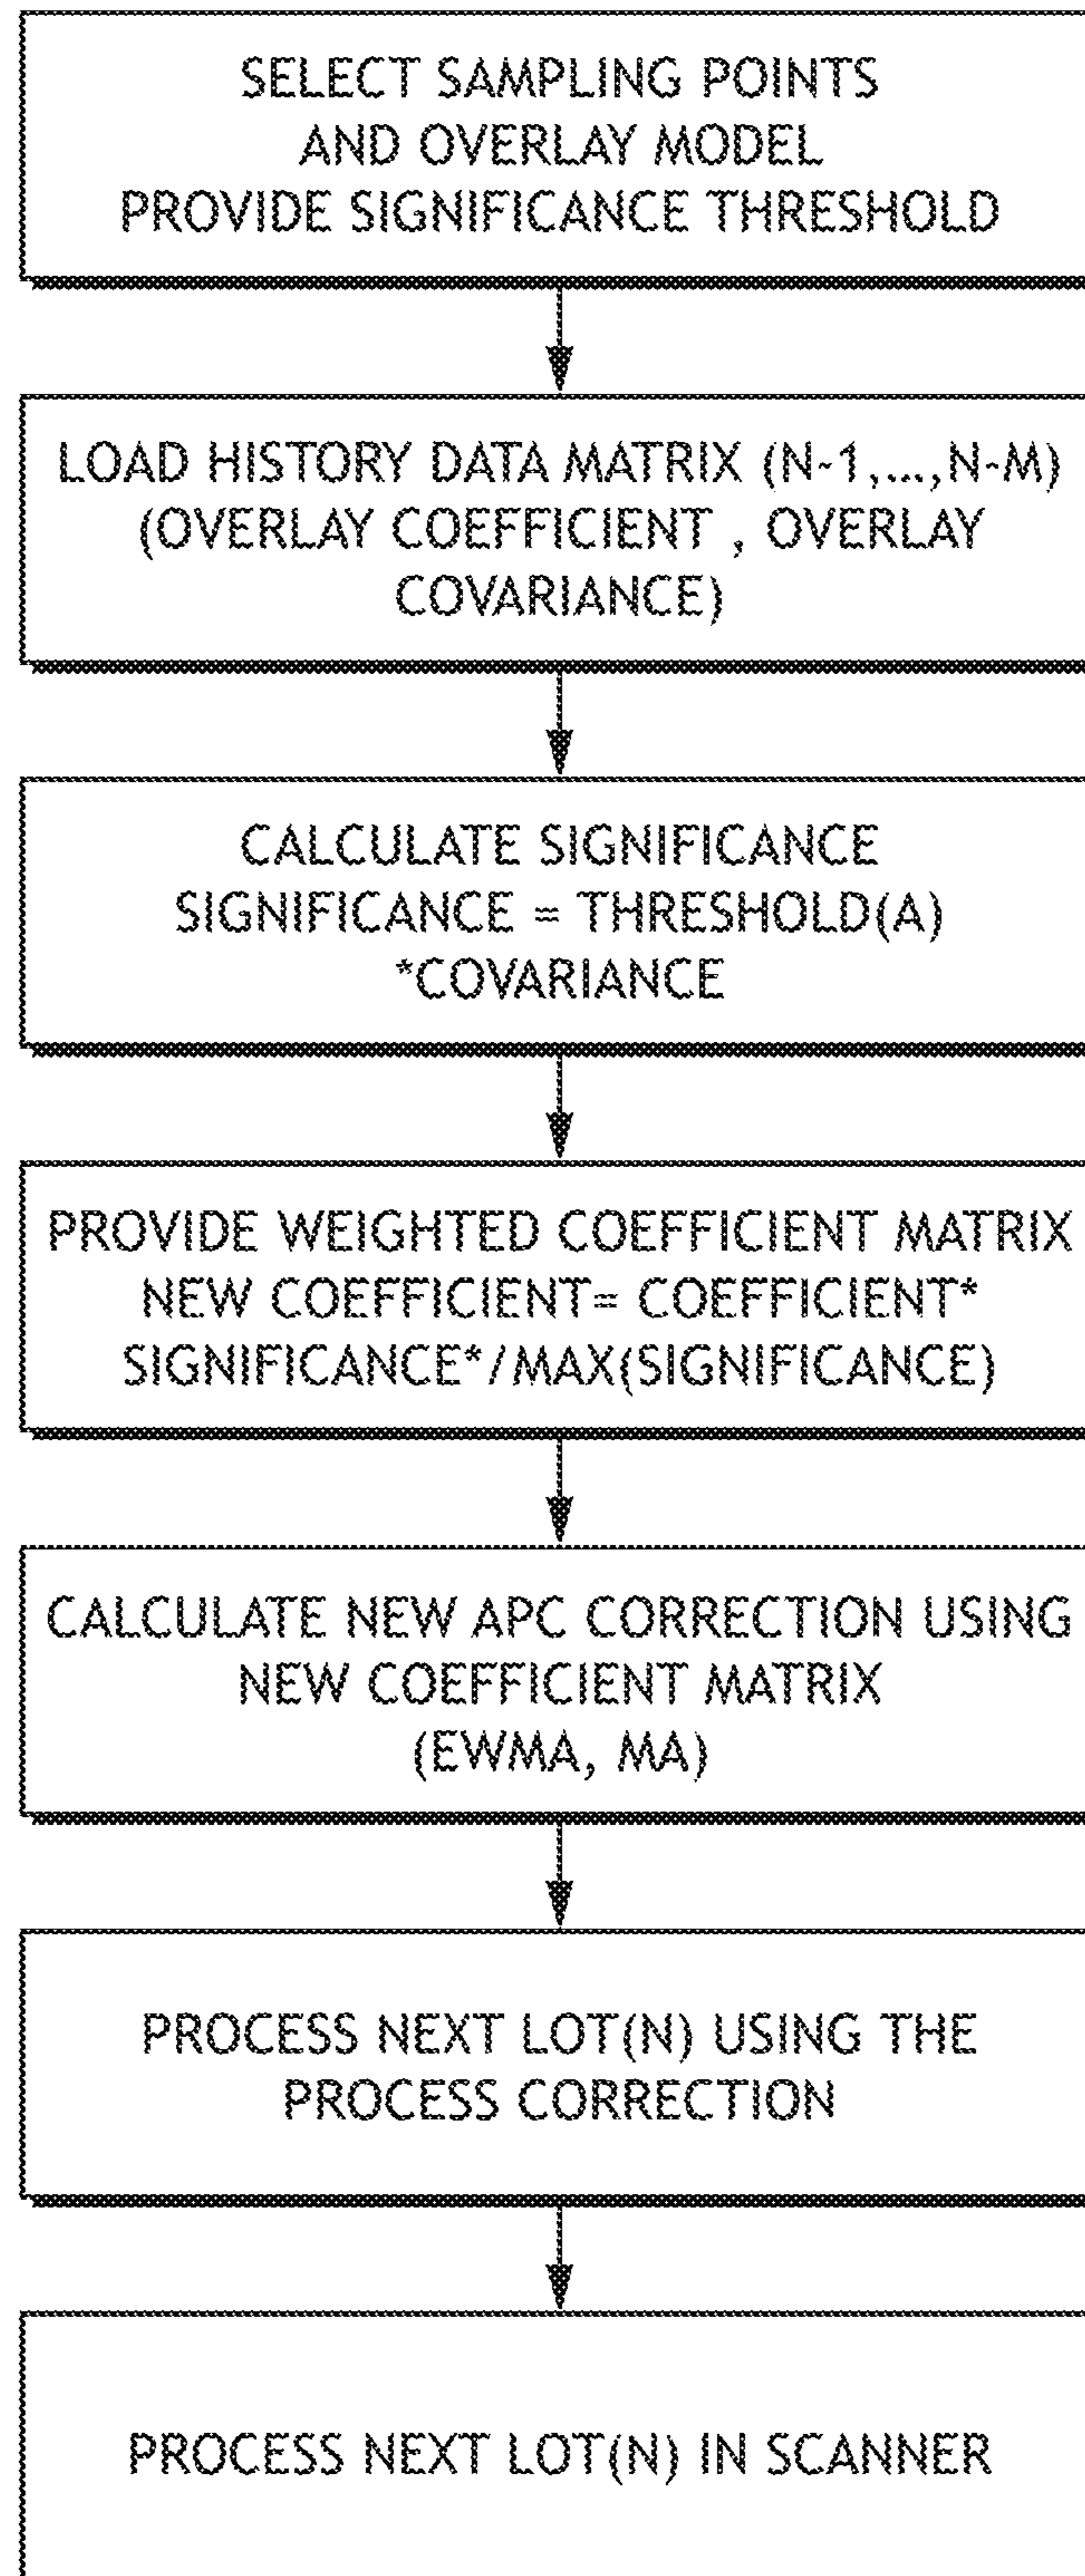 SELECT SAMPLING POINTS
AND OVERLAY MODEL
PROVIDE SIGNIFICANCE THRESHOLD
LOAD HISTORY DATA MATRIX (N-1,...,N-M)
(OVERLAY COEFFICIENT , OVERLAY
COVARIANCE)
CALCULATE SIGNIFICANCE
SIGNIFICANCE = THRESHOLD(A)
*COVARIANCE
PROVIDE WEIGHTED COEFFICIENT MATRIX
NEW COEFFICIENT= COEFFICIENT*
SIGNIFICANCE*/MAX(SIGNIFICANCE)
CALCULATE NEW APC CORRECTION USING
NEW COEFFICIENT MATRIX
(EWMA, MA)
PROCESS NEXT LOT(N) USING THE
PROCESS CORRECTION
PROCESS NEXT LOT(N) IN SCANNER